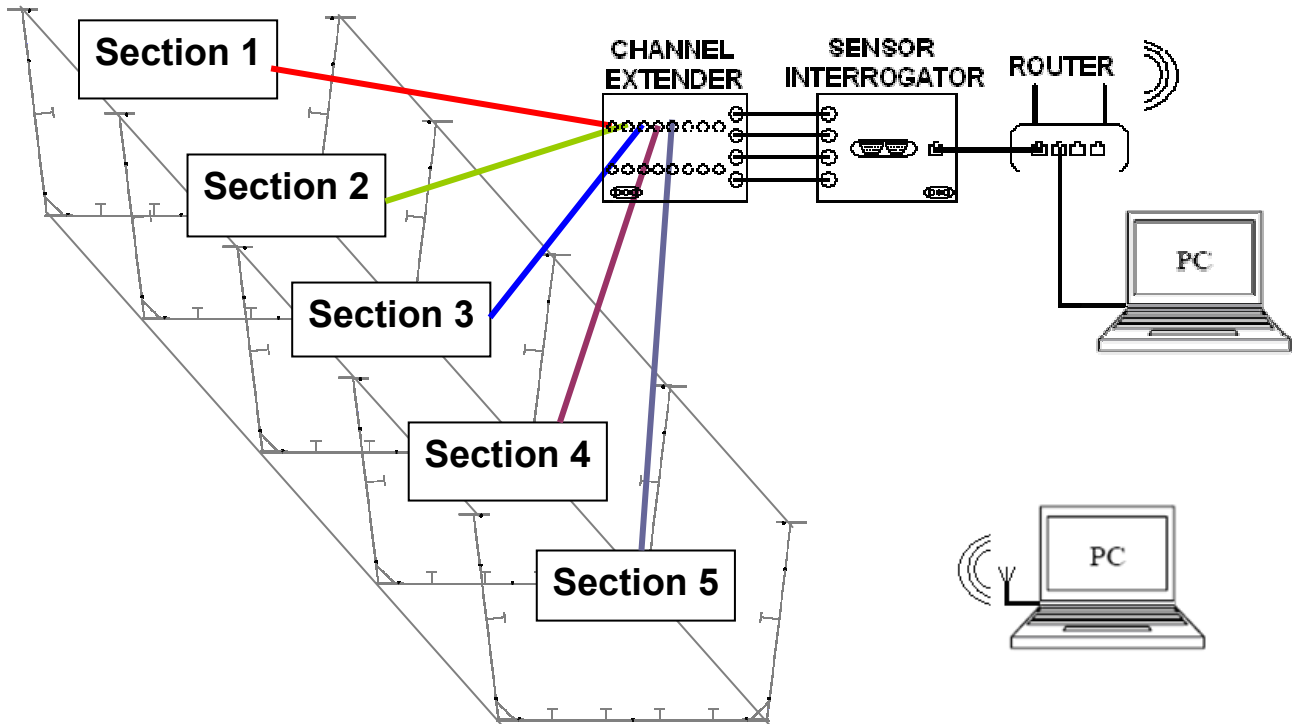 Section 1
Section 2
Section 3
Section 4
Section 5
CHANNEL
EXTENDER
SENSOR
INTERROGATOR
ROUTER
PC
PC